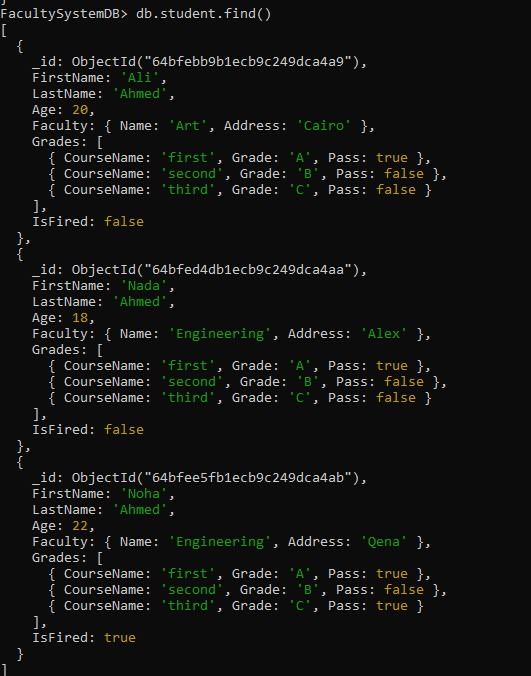 FacultySystemDB> db.student.find()
[
  {
    _id: ObjectId("64bfebb9b1ecb9c249dca4a9"),
    FirstName: 'Ali',
    LastName: 'Ahmed',
    Age: 20,
    Faculty: { Name: 'Art', Address: 'Cairo' },
    Grades: [
      { CourseName: 'first', Grade: 'A', Pass: true },
      { CourseName: 'second', Grade: 'B', Pass: false },
      { CourseName: 'third', Grade: 'C', Pass: false }
    ],
    IsFired: false
  },
  {
    _id: ObjectId("64bfed4db1ecb9c249dca4aa"),
    FirstName: 'Nada',
    LastName: 'Ahmed',
    Age: 18,
    Faculty: { Name: 'Engineering', Address: 'Alex' },
    Grades: [
      { CourseName: 'first', Grade: 'A', Pass: true },
      { CourseName: 'second', Grade: 'B', Pass: false },
      { CourseName: 'third', Grade: 'C', Pass: false }
    ],
    IsFired: false
  },
  {
    _id: ObjectId("64bfee5fb1ecb9c249dca4ab"),
    FirstName: 'Noha',
    LastName: 'Ahmed',
    Age: 22,
    Faculty: { Name: 'Engineering', Address: 'Qena' },
    Grades: [
      { CourseName: 'first', Grade: 'A', Pass: true },
      { CourseName: 'second', Grade: 'B', Pass: false },
      { CourseName: 'third', Grade: 'C', Pass: true }
    ],
    IsFired: true
  }
]